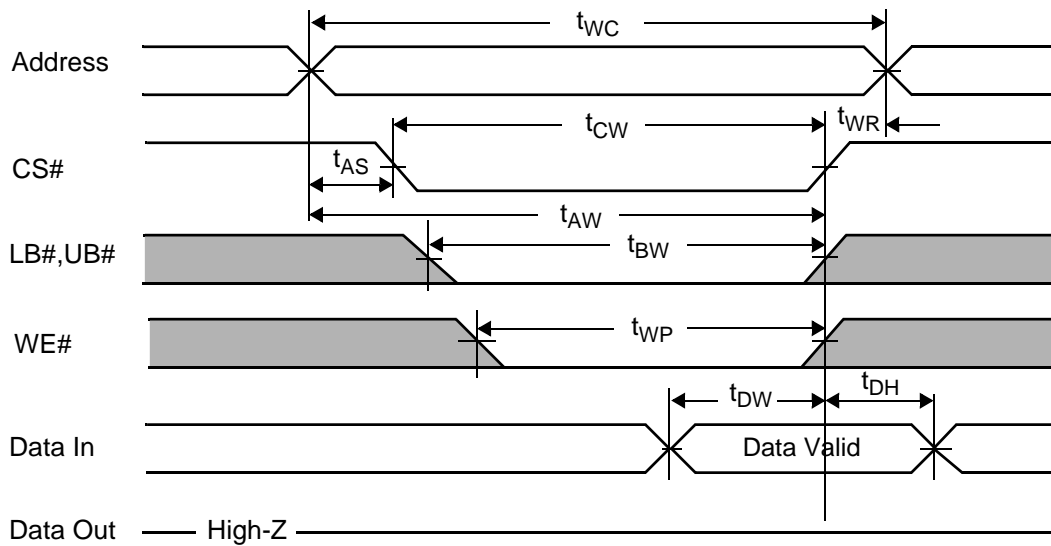 tWC
Address
tCW
tWR
CS#
tAS
tAW
LB#,UB#
tBW
WE#
tWP
tDW
tDH
Data In
Data Valid
Data Out
High-Z